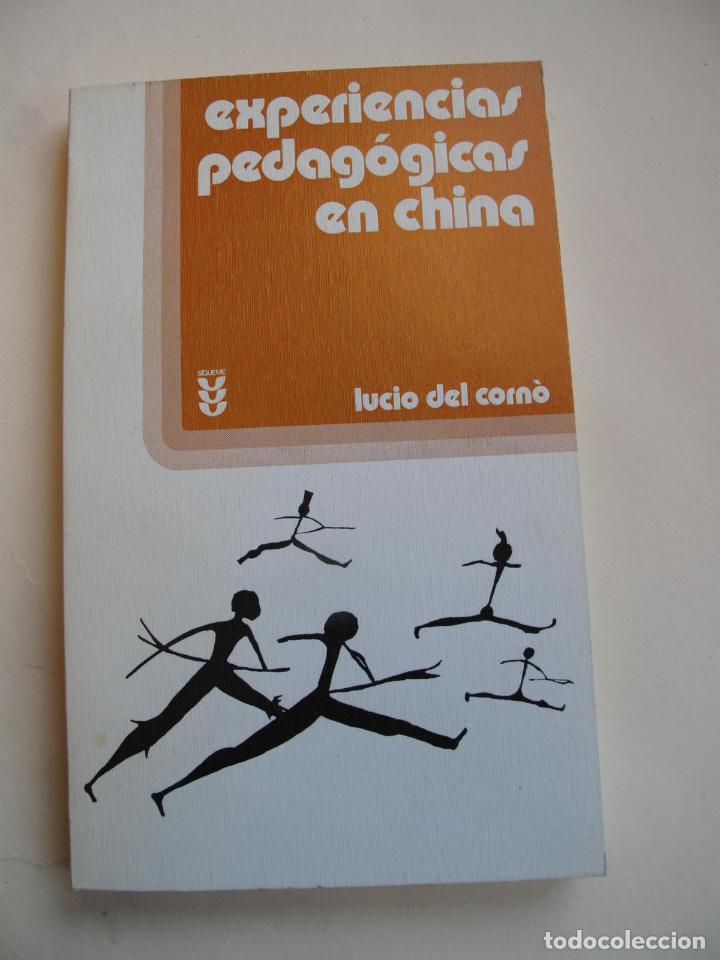 experiencias
pedagógicas
en china
SÍGUEME
lucio del cornò
todocoleccion